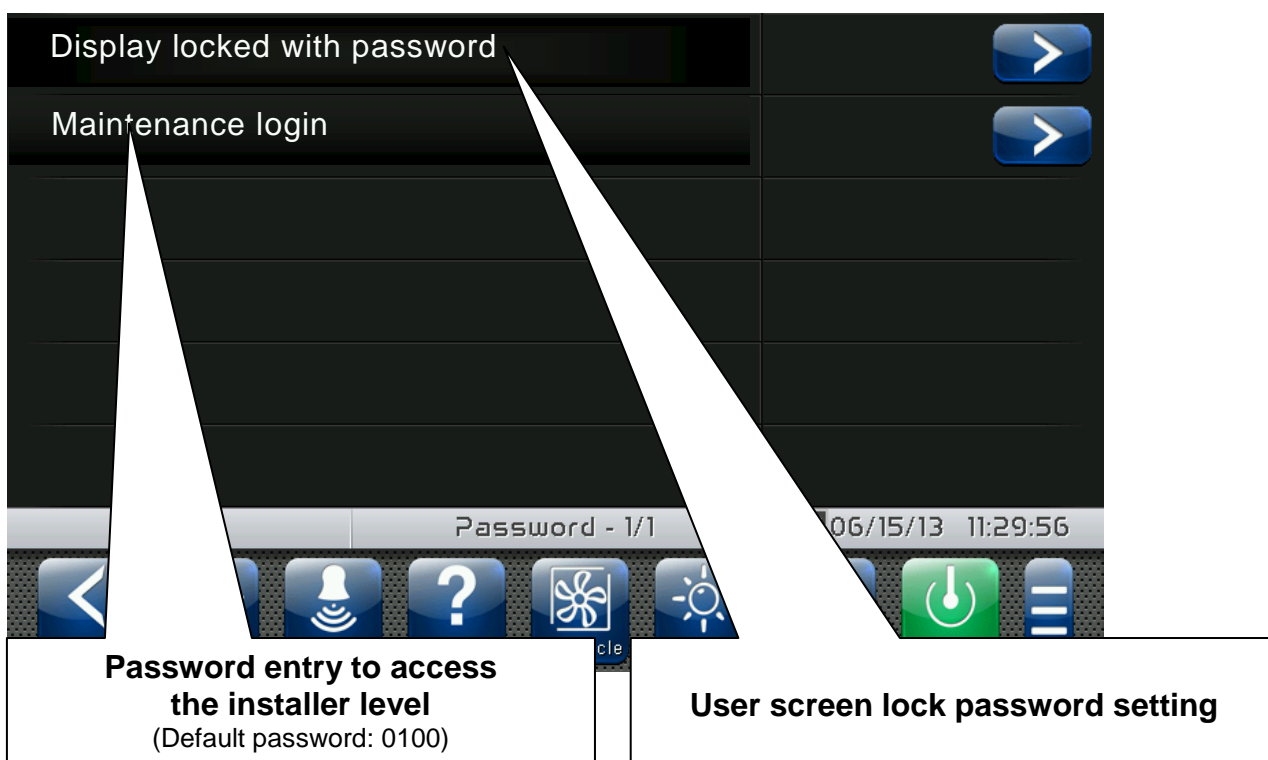 Display locked with password
Maintenance login
Password - 1/1
06/15/13 11:29:56
?
cle
Password entry to access
the installer level
(Default password: 0100)
User screen lock password setting